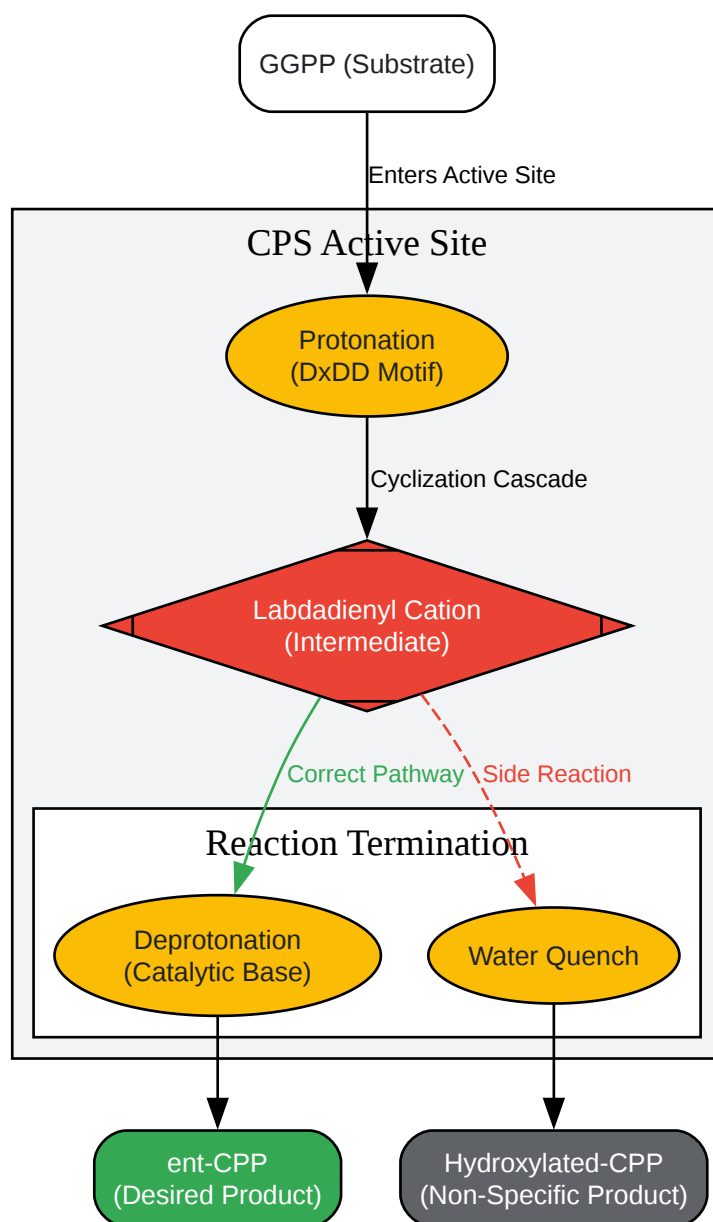 GGPP (Substrate)
Enters Active Site
CPS Active Site
Protonation
(DxDD Motif)
Cyclization Cascade
Labdadienyl Cation
(Intermediate)
Correct Pathway
Side Reaction
Reaction Termination
Deprotonation
(Catalytic Base)
Water Quench
ent-CPP
(Desired Product)
Hydroxylated-CPP
(Non-Specific Product)